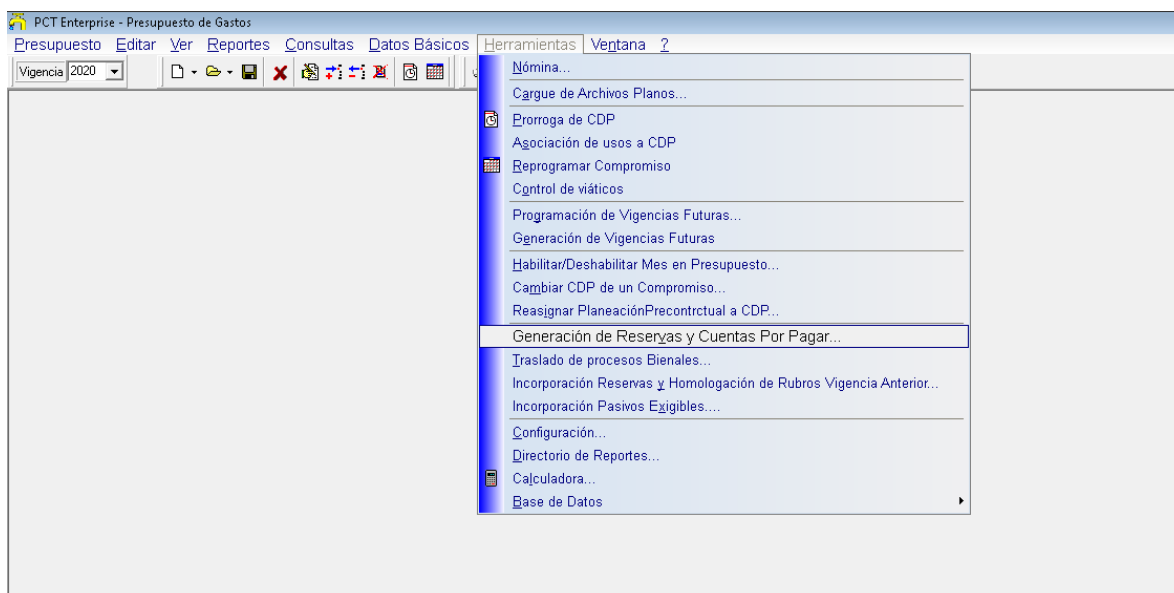 PCT Enterprise - Presupuesto de Gastos
Presupuesto Editar Ver Reportes Consultas Datos Básicos Herramientas Ventana ?
Vigencia 2020
Nómina...
Cargue de Archivos Planos...
Prorroga de CDP
Asociación de usos a CDP
Reprogramar Compromiso
Control de viáticos
Programación de Vigencias Futuras...
Generación de Vigencias Futuras
Habilitar/Deshabilitar Mes en Presupuesto...
Cambiar CDP de un Compromiso...
Reasignar PlaneaciónPrecontrctual a CDP...
Generación de Reservas y Cuentas Por Pagar...
Traslado de procesos Bienales...
Incorporación Reservas y Homologación de Rubros Vigencia Anterior...
Incorporación Pasivos Exigibles....
Configuración...
Directorio de Reportes...
Calculadora...
Base de Datos